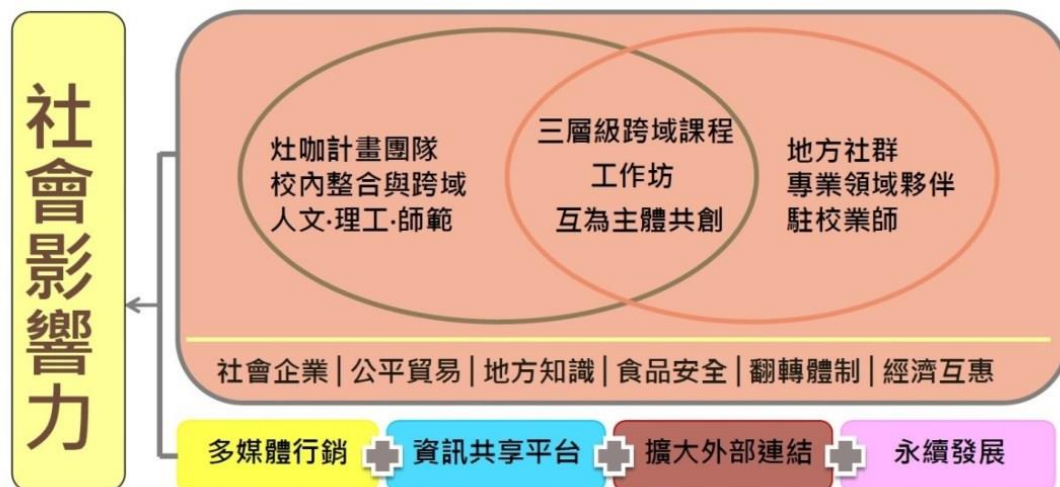 社會影響力
灶咖計畫團隊
校內整合與跨域
人文‧理工‧師範
三層級跨域課程
工作坊
互為主體共創
地方社群
專業領域夥伴
駐校業師
社會企業 | 公平貿易 | 地方知識 | 食品安全 | 翻轉體制 | 經濟互惠
多媒體行銷 資訊共享平台 擴大外部連結 永續發展